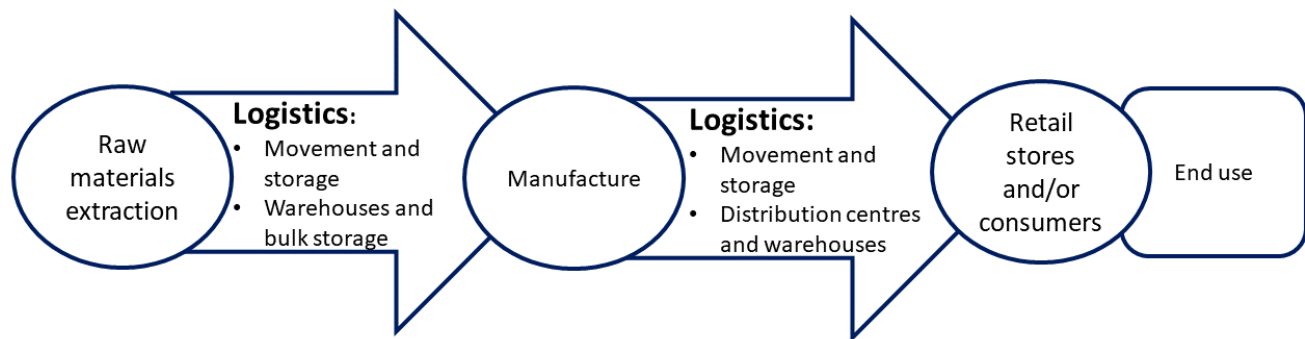 Raw
materials
extraction
Logistics:
• Movement and
storage
• Warehouses and
bulk storage
Manufacture
Logistics:
• Movement and
storage
• Distribution centres
and warehouses
Retail
stores
and/or
consumers
End use